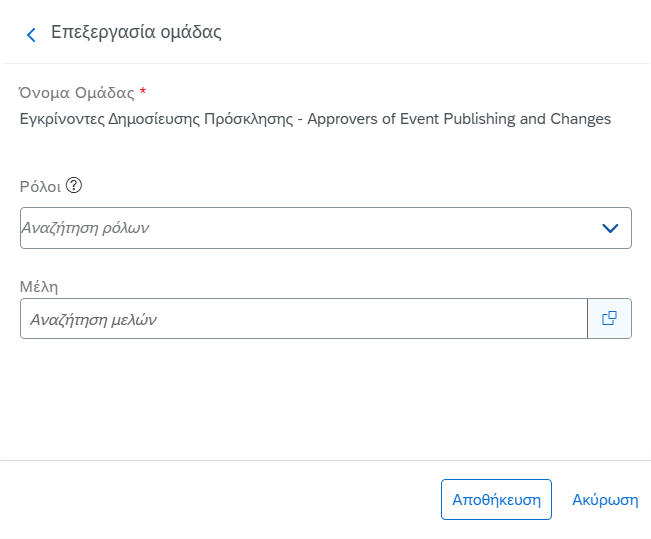 Επεξεργασία ομάδας
Όνομα Ομάδας *
Εγκρίνοντες Δημοσίευσης Πρόσκλησης - Approvers of Event Publishing and Changes
Ρόλοι ?
Αναζήτηση ρόλων
Μέλη
Αναζήτηση μελών
Αποθήκευση Ακύρωση